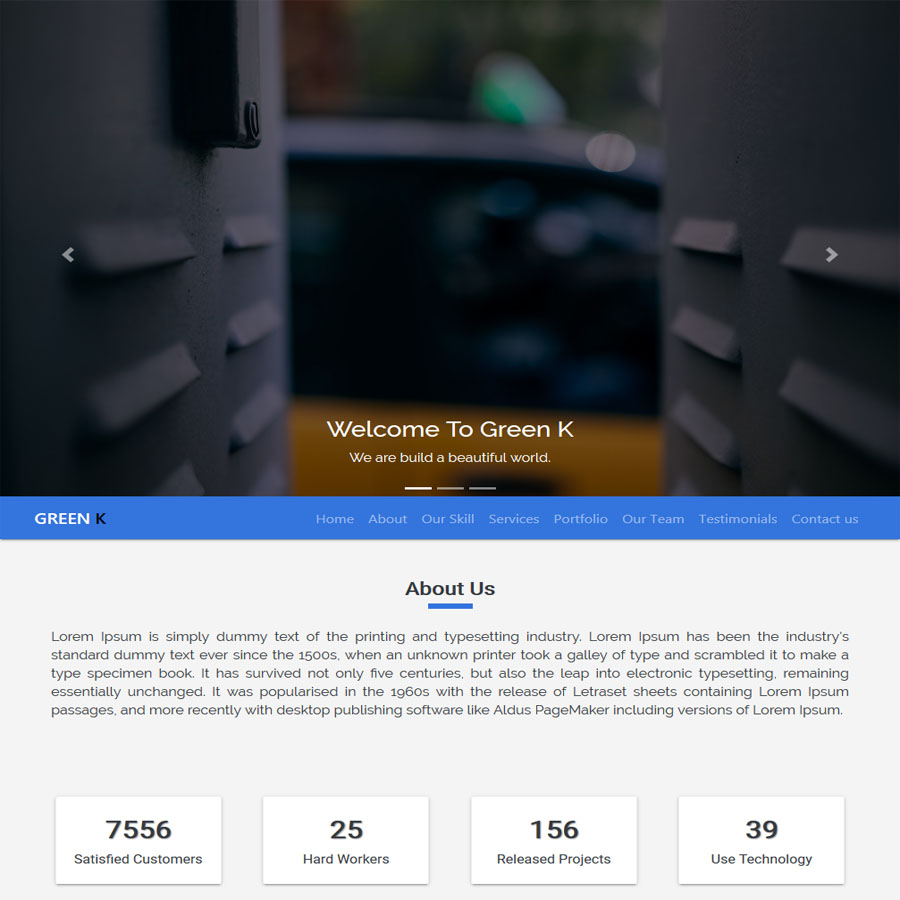 Welcome To Green K
We are build a beautiful world.
GREEN K
Home About Our Skill Services Portfolio Our Team Testimonials Contact us
About Us
Lorem Ipsum is simply dummy text of the printing and typesetting industry. Lorem Ipsum has been the industry's
standard dummy text ever since the 1500s, when an unknown printer took a galley of type and scrambled it to make a
type specimen book. It has survived not only five centuries, but also the leap into electronic typesetting, remaining
essentially unchanged. It was popularised in the 1960s with the release of Letraset sheets containing Lorem Ipsum
passages, and more recently with desktop publishing software like Aldus PageMaker including versions of Lorem Ipsum.
7556
Satisfied Customers
25
Hard Workers
156
Released Projects
39
Use Technology